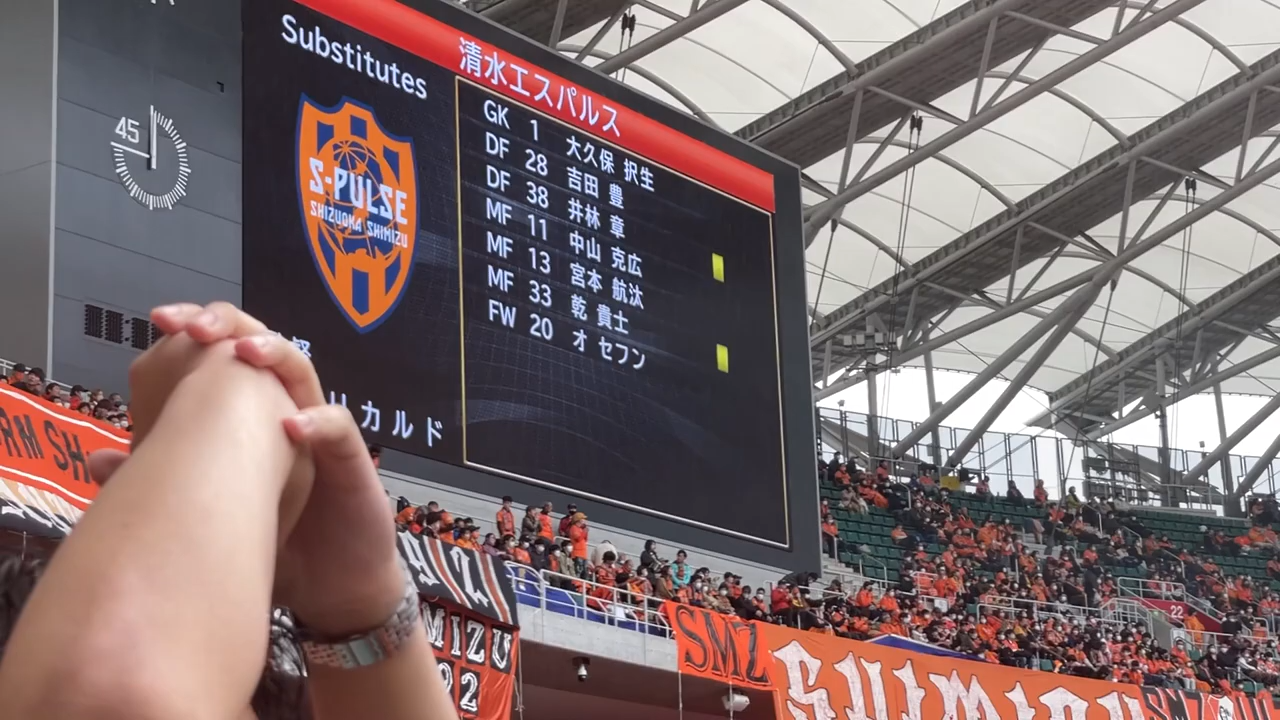 Substitutes
清水エスパルス
45
S-PULSE
SHIZUOKA SHIMIZU
GK 1 大久保 択生
DF 28 吉田 豊
DF 38 井林 章
MF 11 中山 克広
MF 13 宮本 航汰
MF 33 乾 貴士
FW 20 オ セフン
リカルド
SMZ
22